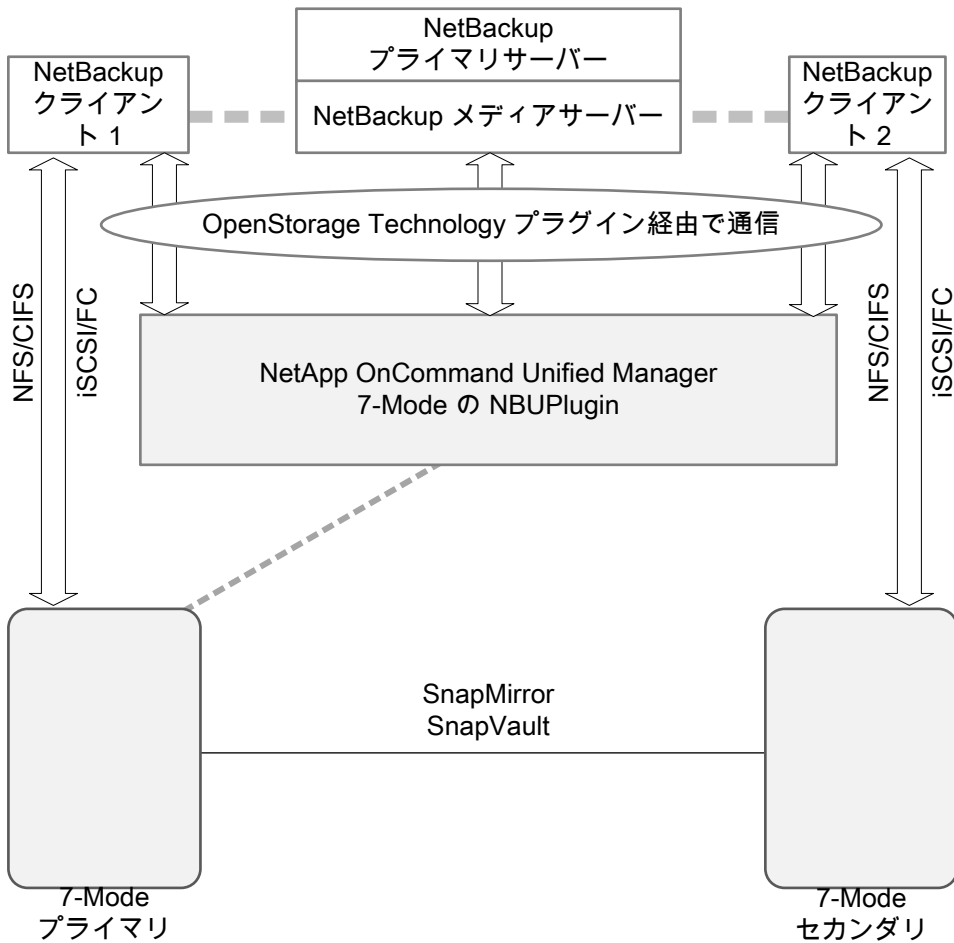 NetBackup
プライマリサーバー
NetBackup メディアサーバー
NetBackup
クライアン
ト 1
NetBackup
クライアン
ト 2
OpenStorage Technology プラグイン経由で通信
NFS/CIFS
iSCSI/FC
NFS/CIFS
iSCSI/FC
NetApp OnCommand Unified Manager
7-Mode の NBUPlugin
SnapMirror
SnapVault
7-Mode
プライマリ
7-Mode
セカンダリ